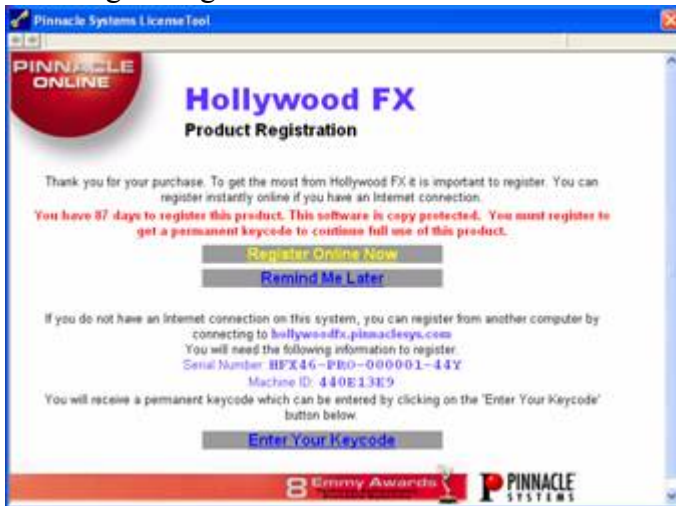 Pinnacle Systems LicenseTool
PINNACLE
ONLINE
Hollywood FX
Product Registration
Thank you for your purchase. To get the most from Hollywood FX it is important to register. You can
register instantly online if you have an Internet connection.
You have 87 days to register this product. This software is copy protected. You must register to
get a permanent keycode to continue full use of this product.
Register Online Now
Remind Me Later
If you do not have an Internet connection on this system, you can register from another computer by
connecting to hollywoodfx.pinnaclesys.com
You will need the following information to register.
Serial Number: HFX46-PRO-000001-44Y
Machine ID: 440E13E9
You will receive a permanent keycode which can be entered by clicking on the 'Enter Your Keycode'
button below.
Enter Your Keycode
8 Emmy Awards
PINNACLE
SYSTEMS